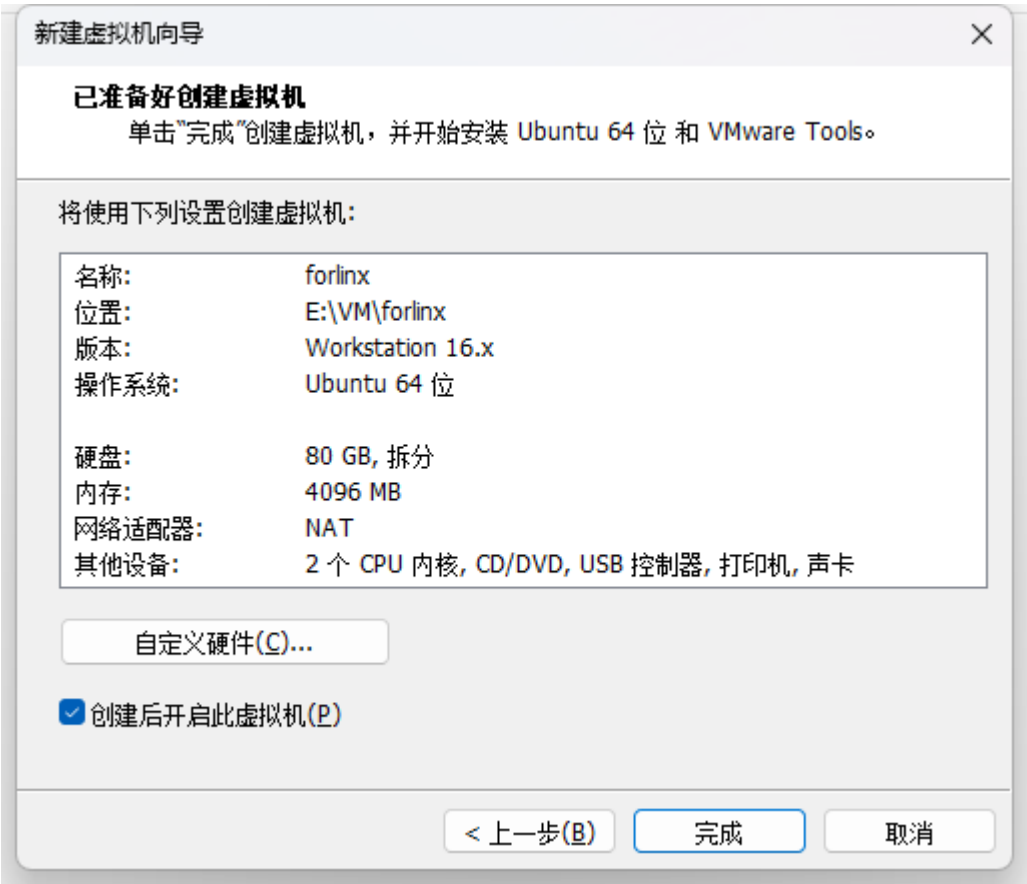 新建虚拟机向导
已准备好创建虚拟机
单击"完成"创建虚拟机，并开始安装 Ubuntu 64 位 和 VMware Tools。
将使用下列设置创建虚拟机:
名称: forlinx
位置: E:\VM\forlinx
版本: Workstation 16.x
操作系统: Ubuntu 64 位
硬盘: 80 GB, 拆分
内存: 4096 MB
网络适配器: NAT
其他设备: 2 个 CPU 内核, CD/DVD, USB 控制器, 打印机, 声卡
自定义硬件(C)...
创建后开启此虚拟机(P)
< 上一步(B) 完成 取消